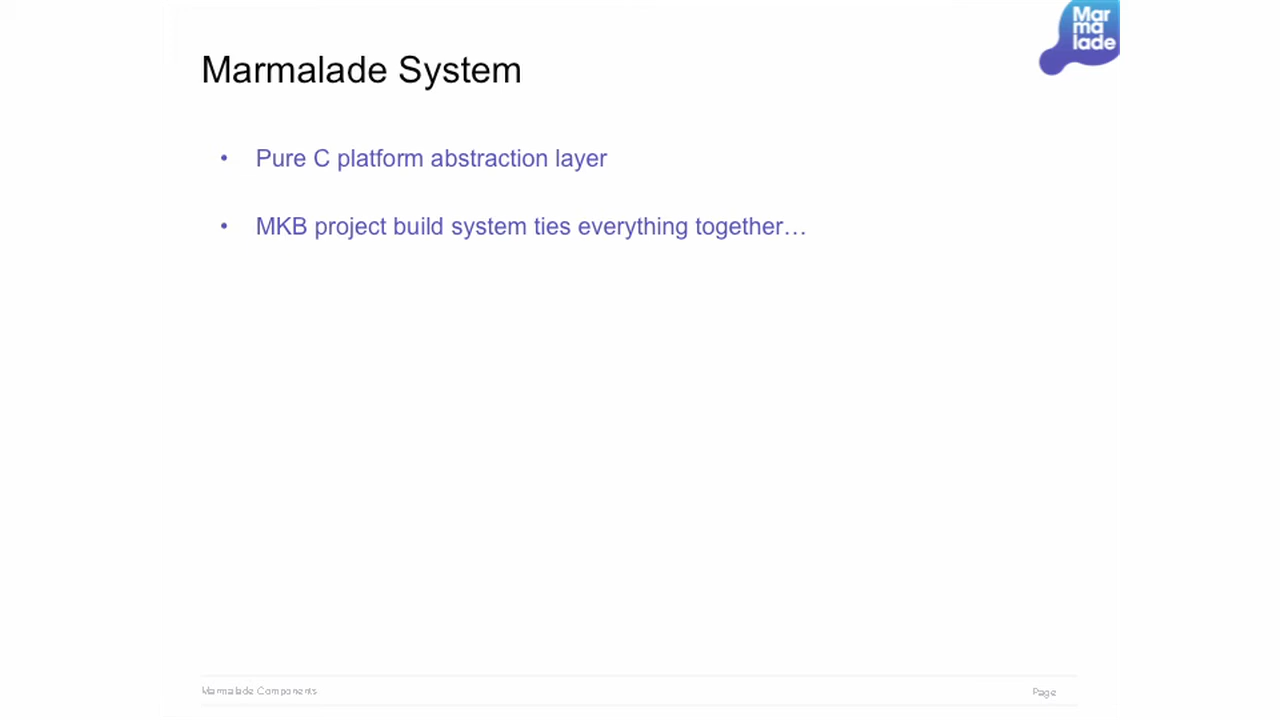 Mar
ma
lade
Marmalade System
• Pure C platform abstraction layer
• MKB project build system ties everything together…
Marmalade Components
Page